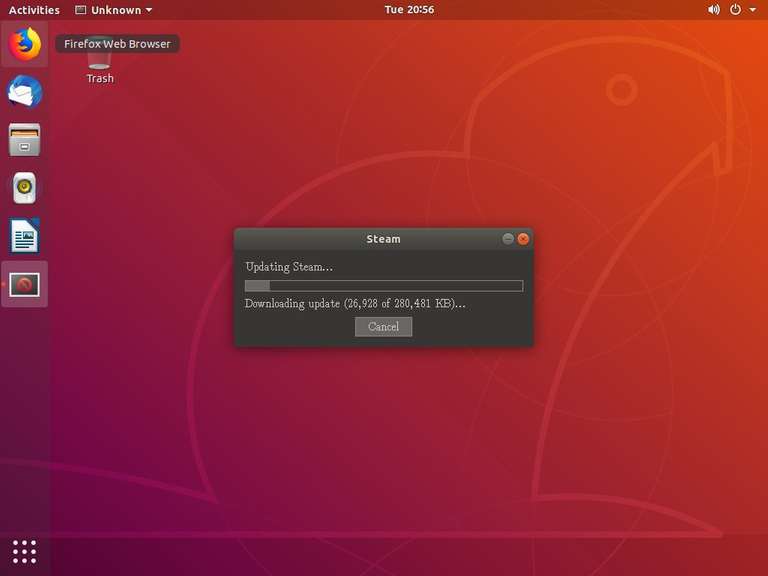 Activities Unknown Tue 20:56
Firefox Web Browser
Trash
Steam
Updating Steam...
Downloading update (26,928 of 280,481 KB)...
Cancel